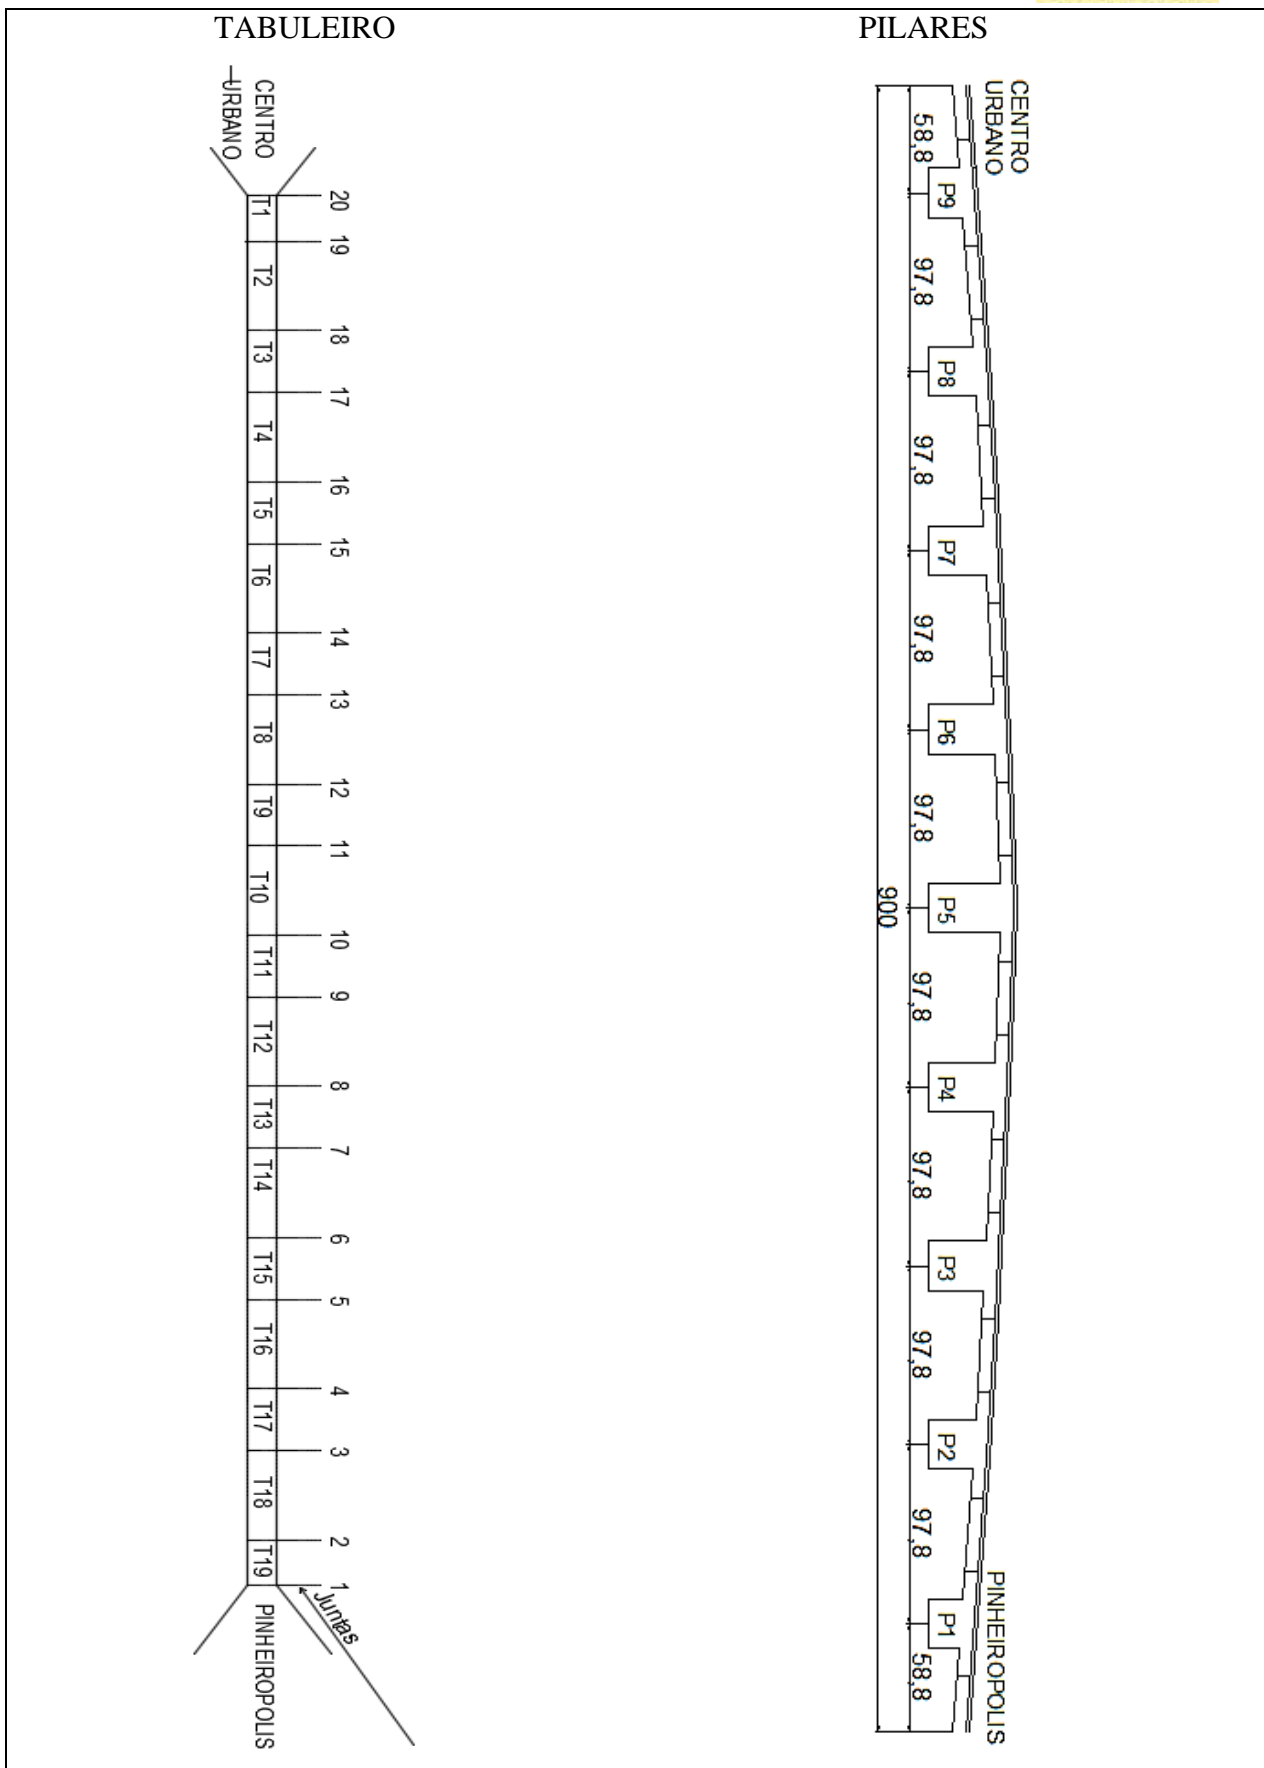 TABULEIRO
CENTRO
URBANO
T1
T2
T3
T4
T5
T6
T7
T8
T9
T10
T11
T12
T13
T14
T15
T16
T17
T18
T19
20
19
18
17
16
15
14
13
12
11
10
9
8
7
6
5
4
3
2
1
Juntas
PINHEIROPOLIS
PILARES
CENTRO
URBANO
58,8
P9
97,8
P8
97,8
P7
97,8
P6
97,8
P5
900
97,8
P4
97,8
P3
97,8
P2
97,8
P1
58,8
PINHEIROPOLIS